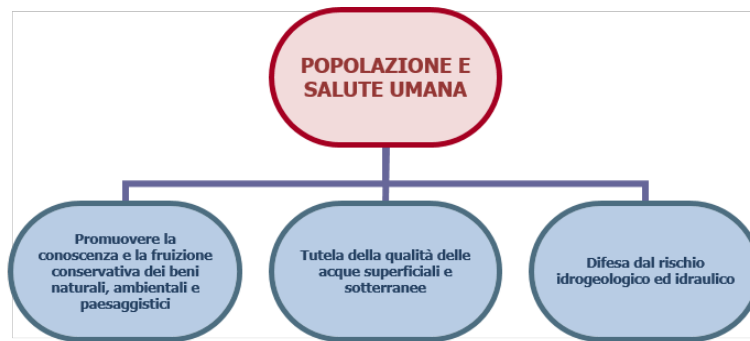 POPOLAZIONE E
SALUTE UMANA
Promuovere la
conoscenza e la fruizione
conservativa dei beni
naturali, ambientali e
paesaggistici
Tutela della qualità delle
acque superficiali e
sotterranee
Difesa dal rischio
idrogeologico ed idraulico